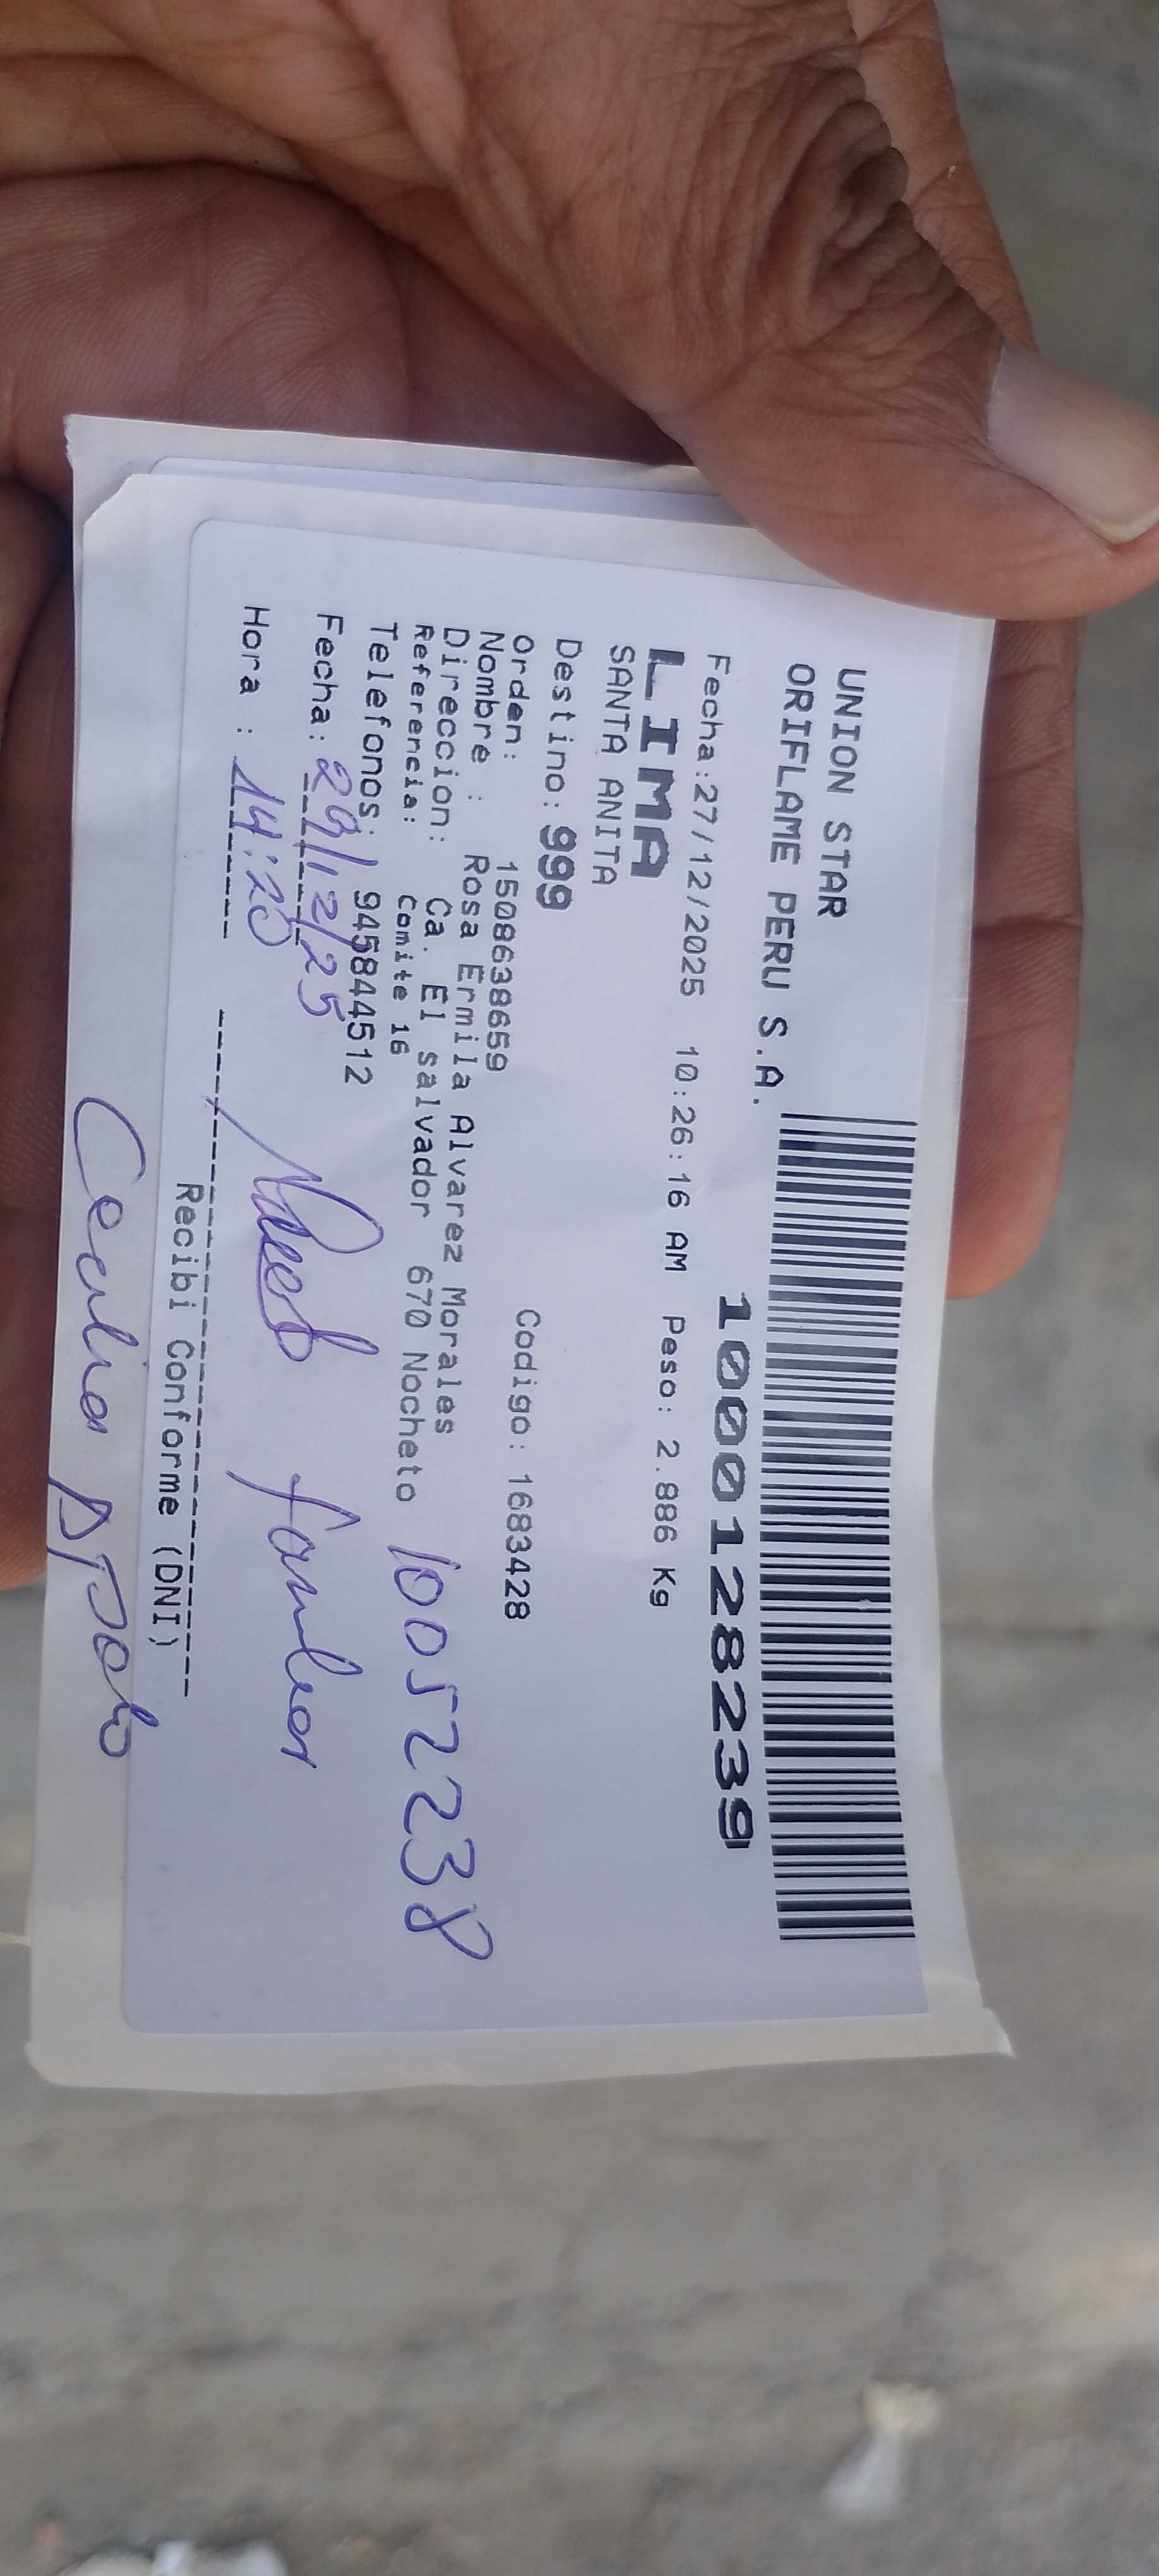 UNION STAR
ORIFLAME PERU S.A.
1000128239
Fecha:27/12/2025 10:26:16 AM Peso: 2.886 Kg
LIMA
SANTA ANITA
Destino: 999
Orden: 1508638659 Codigo: 1683428
Nombre : Rosa Ermila Alvarez Morales
Direccion: Ca. El salvador 670 Nocheto
Referencia: Comite 16
Telefonos: 945844512
10052238
Fecha: 29/12/25
Hora : 14:20
Recibi Conforme (DNI)